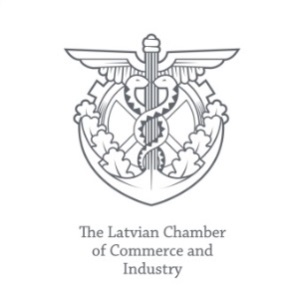 The Latvian Chamber
of Commerce and
Industry